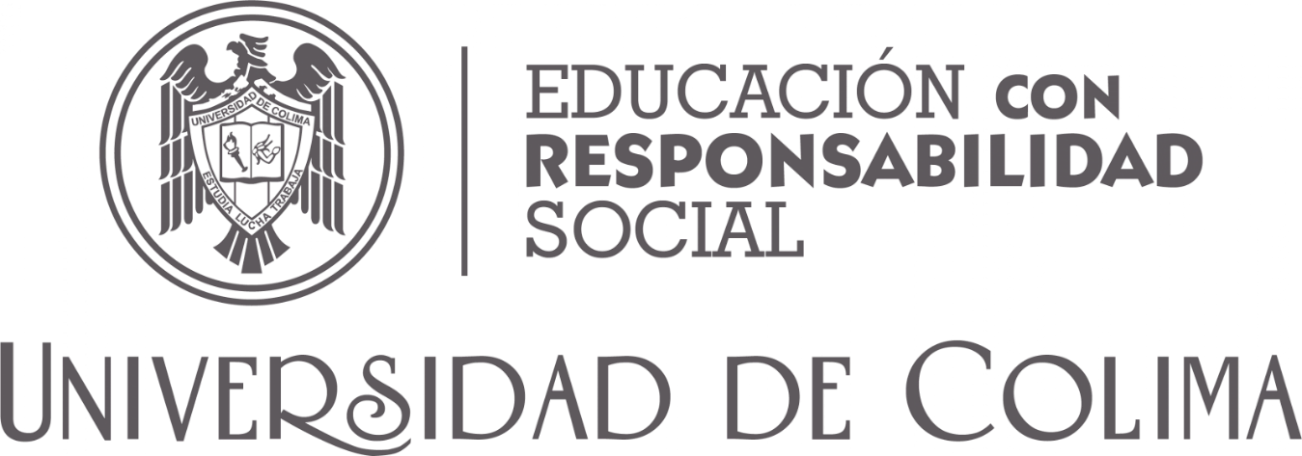 UNIVERSIDAD DE COLIMA
ESTUDIA LUCHA TRABAJA
EDUCACIÓN CON
RESPONSABILIDAD
SOCIAL
UNIVERSIDAD DE COLIMA